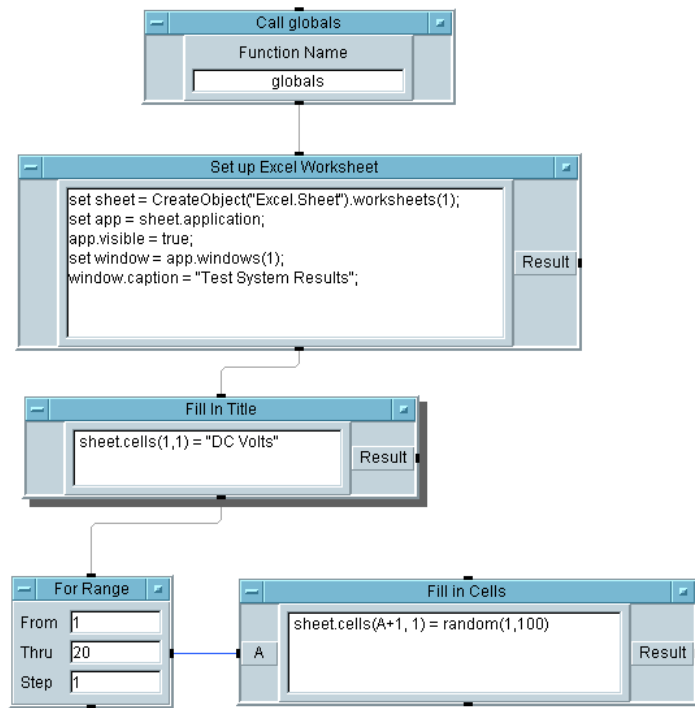 Call globals
Function Name
globals
Set up Excel Worksheet
set sheet = CreateObject("Excel.Sheet").worksheets(1);
set app = sheet.application;
app.visible = true;
set window = app.windows(1);
window.caption = "Test System Results";
Result
Fill In Title
sheet.cells(1,1) = "DC Volts"
Result
For Range
From 1
Thru 20
Step 1
Fill in Cells
A
sheet.cells(A+1, 1) = random(1,100)
Result